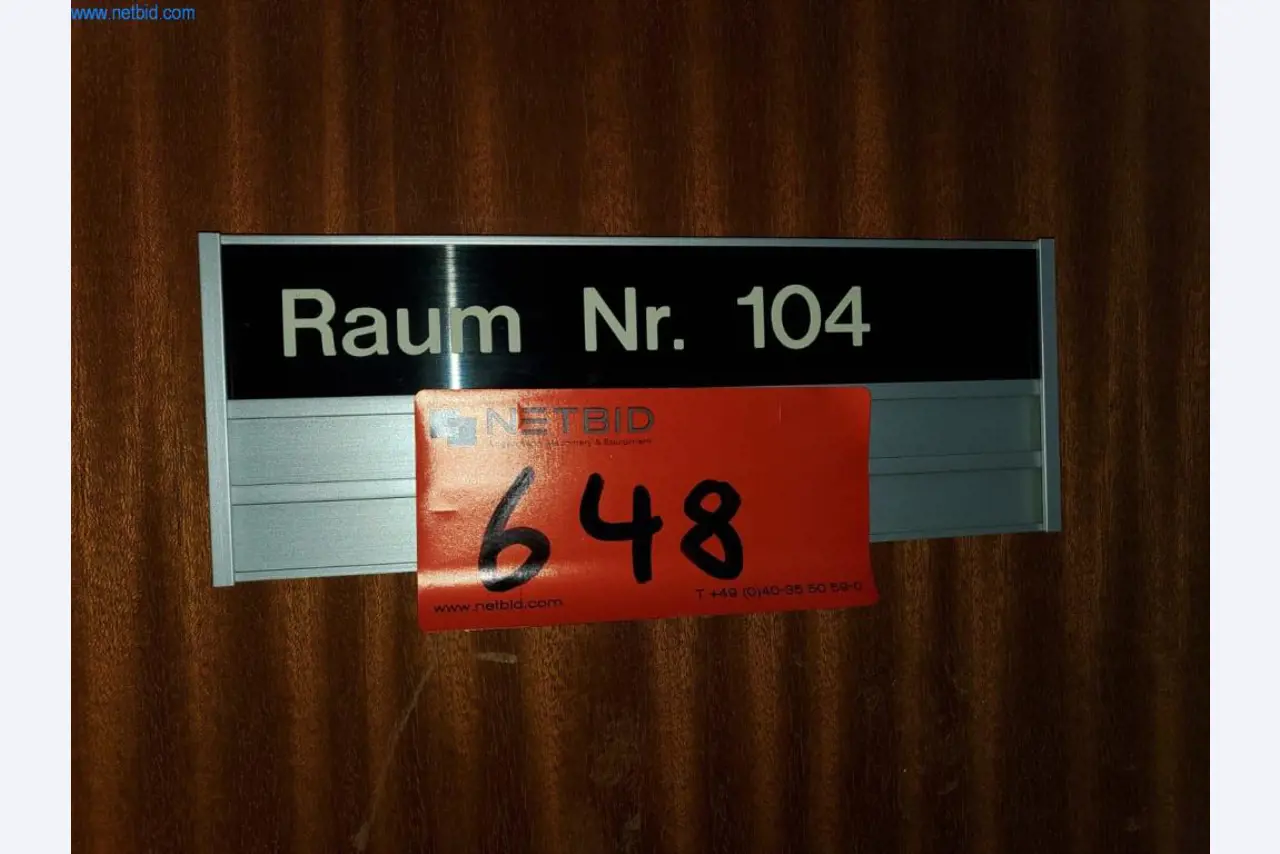 www.netbid.com
Raum Nr. 104
NETBID
648
www.netbid.com
T +49 (0)40-35 50 59-0